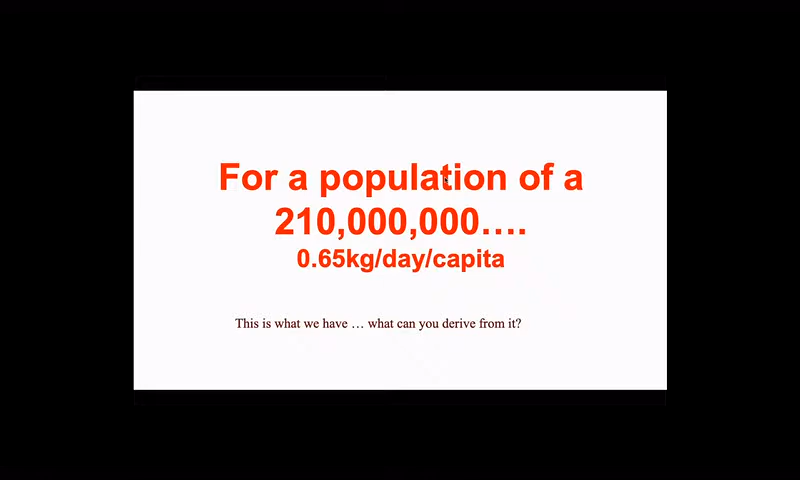 For a population of a
210,000,000....
0.65kg/day/capita
This is what we have … what can you derive from it?